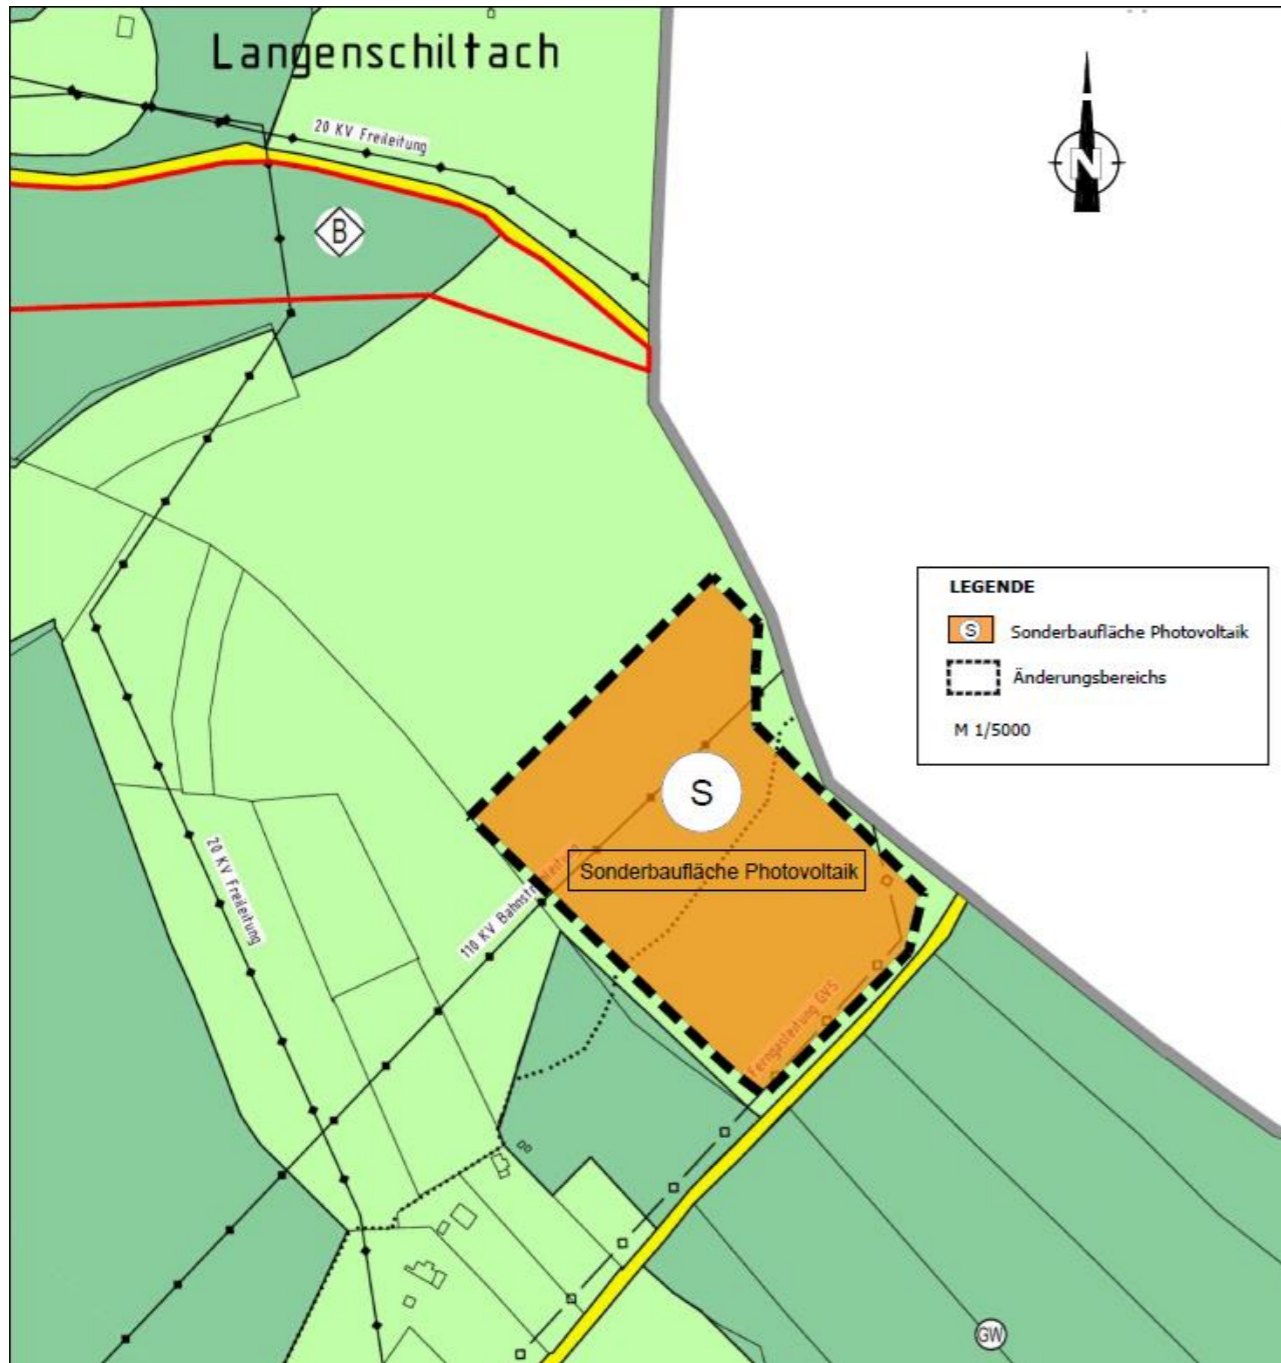 Langenschiltach
20 KV Freileitung
N
B
LEGENDE
S Sonderbaufläche Photovoltaik
Änderungsbereichs
M 1/5000
S
Sonderbaufläche Photovoltaik
20 KV Freileitung
110 KV Bahnstromleitung
Ferngasleitung GVS
GW